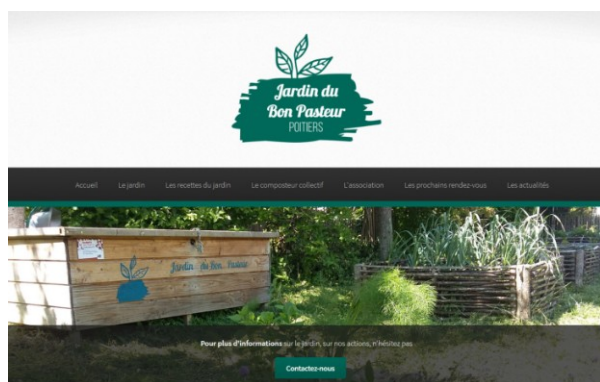 Jardin du
Bon Pasteur
POITIERS
Accueil Le jardin Les recettes du jardin Le composteur collectif L'association Les prochains rendez-vous Les actualités
Jardin du Bon Pasteur
Pour plus d'informations sur le jardin, sur nos actions, n'hésitez pas
Contactez-nous